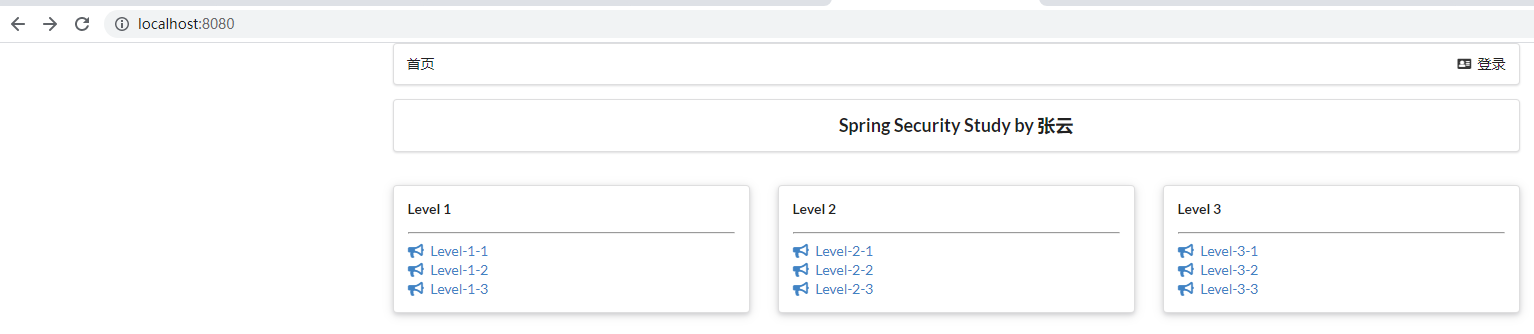 localhost:8080
首页 登录
Spring Security Study by 张云
Level 1
Level-1-1
Level-1-2
Level-1-3
Level 2
Level-2-1
Level-2-2
Level-2-3
Level 3
Level-3-1
Level-3-2
Level-3-3